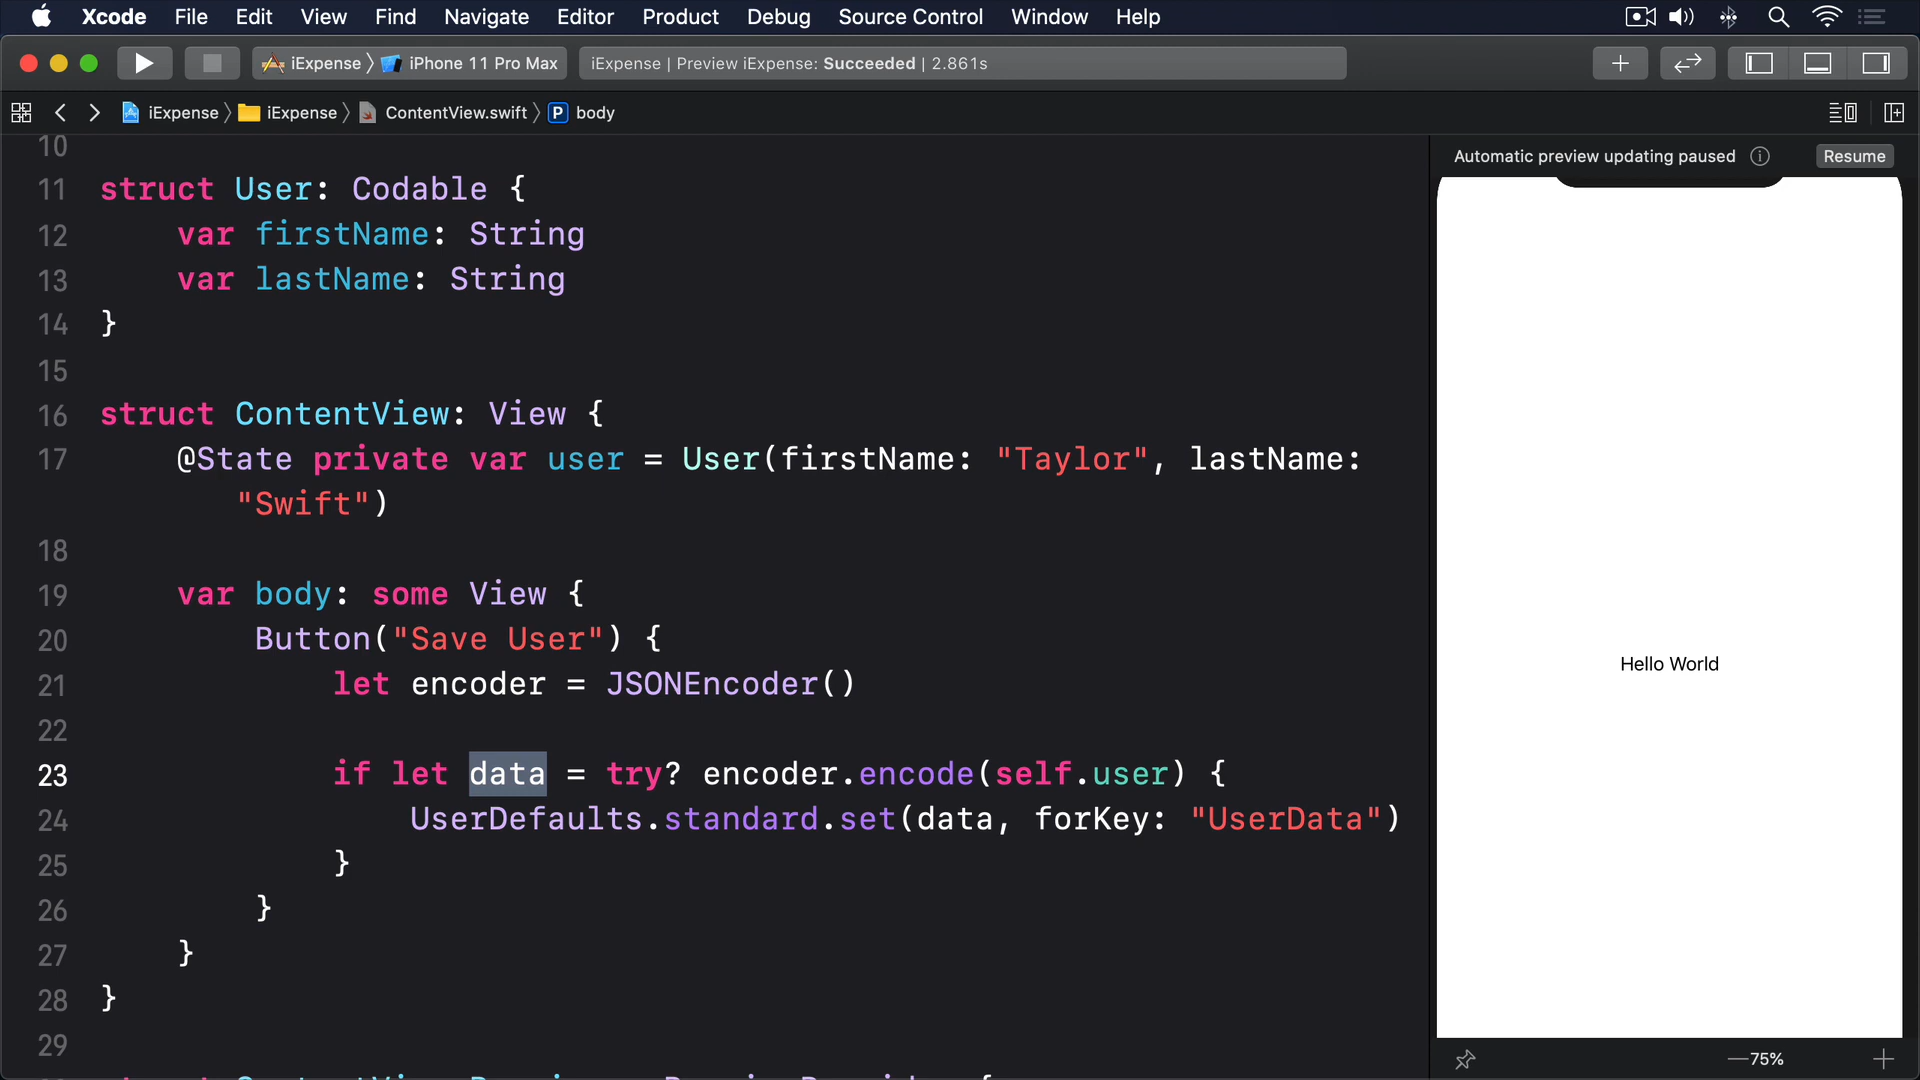 Xcode File Edit View Find Navigate Editor Product Debug Source Control Window Help
iExpense iPhone 11 Pro Max iExpense | Preview iExpense: Succeeded | 2.861s
iExpense iExpense ContentView.swift P body
Automatic preview updating paused Resume
10
11 struct User: Codable {
12 var firstName: String
13 var lastName: String
14 }
15
16 struct ContentView: View {
17 @State private var user = User(firstName: "Taylor", lastName:
"Swift")
18
19 var body: some View {
20 Button("Save User") {
21 let encoder = JSONEncoder()
22
23 if let data = try? encoder.encode(self.user) {
24 UserDefaults.standard.set(data, forKey: "UserData")
25 }
26 }
27 }
28 }
29
Hello World
75%